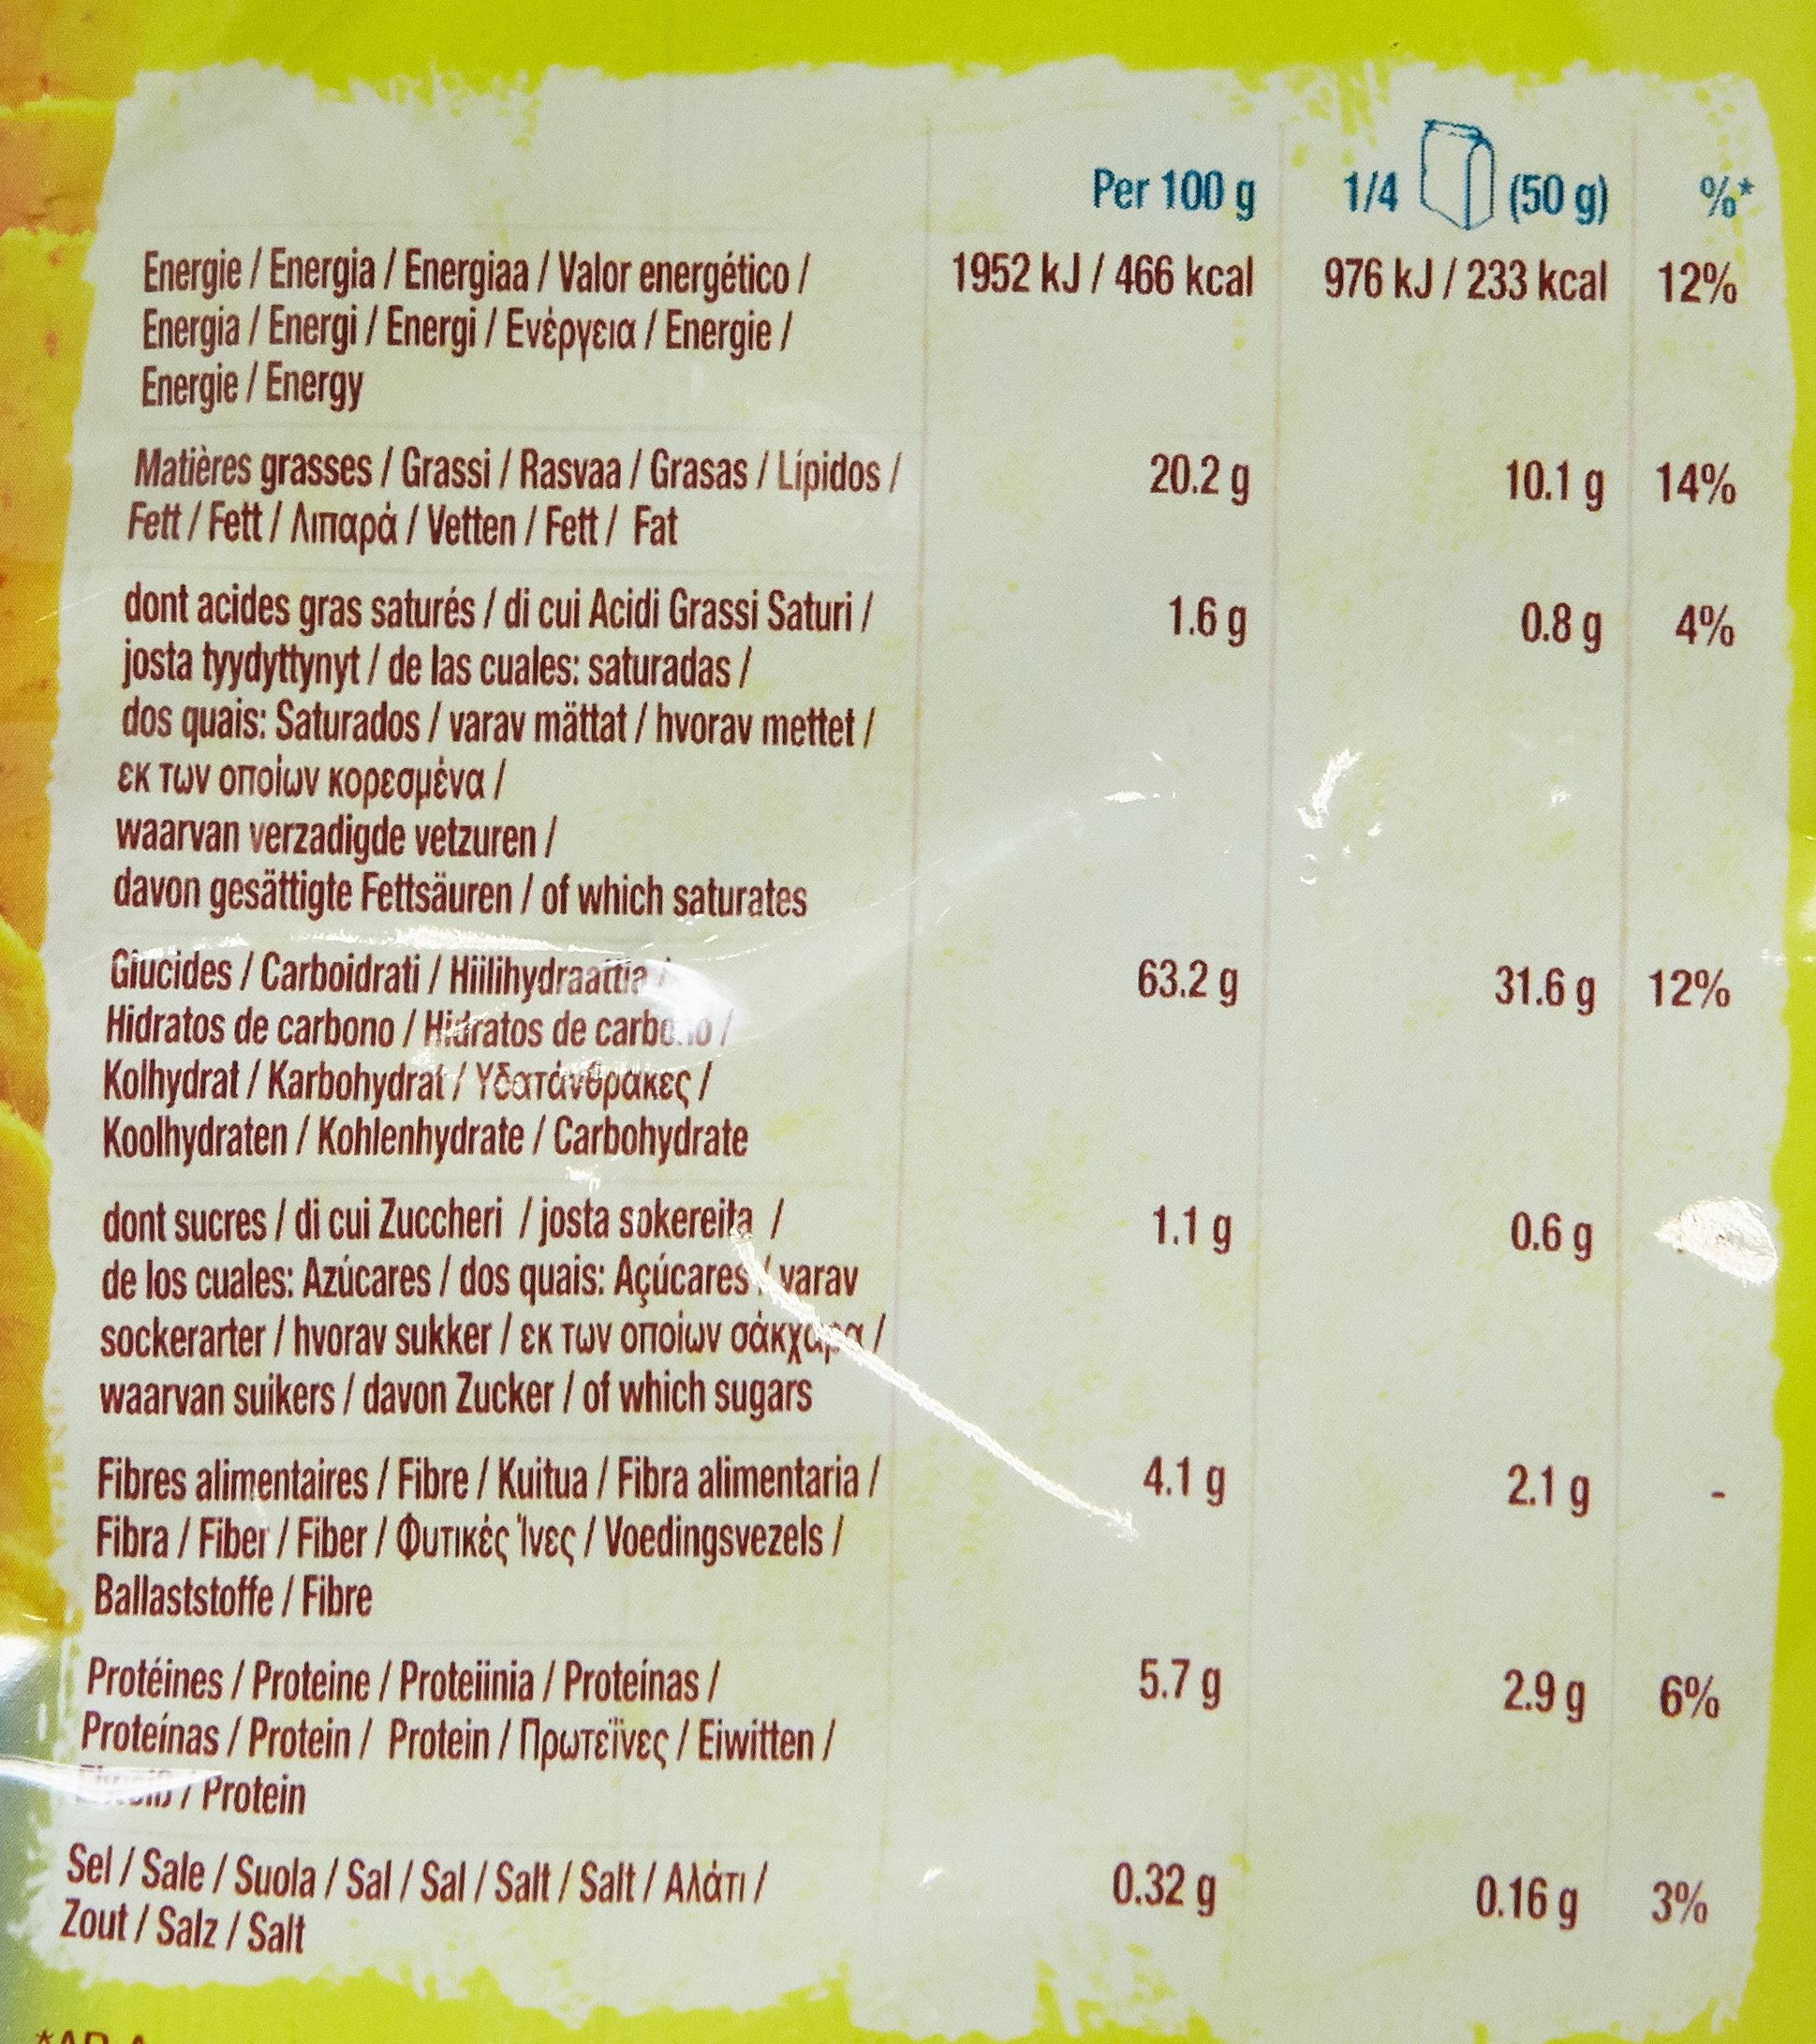 Per 100 g 1/4 (50 g) %*
Energie / Energia / Energiaa / Valor energético / 1952 kJ / 466 kcal 976 kJ / 233 kcal 12%
Energia / Energi / Energi / Ενέργεια / Energie /
Energie / Energy
Matières grasses / Grassi / Rasvaa / Grasas / Lípidos / 20.2 g 10.1 g 14%
Fett / Fett / Λιπαρά / Vetten / Fett / Fat
dont acides gras saturés / di cui Acidi Grassi Saturi / 1.6 g 0.8 g 4%
josta tyydyttynyt / de las cuales: saturadas /
dos quais: Saturados / varav mättat / hvorav mettet /
εκ των οποίων κορεσμένα /
waarvan verzadigde vetzuren /
davon gesättigte Fettsäuren / of which saturates
Glucides / Carboidrati / Hiilihydraattia / 63.2 g 31.6 g 12%
Hidratos de carbono / Hidratos de carbono /
Kolhydrat / Karbohydrat / Υδατάνθρακες /
Koolhydraten / Kohlenhydrate / Carbohydrate
dont sucres / di cui Zuccheri / josta sokereita / 1.1 g 0.6 g
de los cuales: Azúcares / dos quais: Açúcares / varav
sockerarter / hvorav sukker / εκ των οποίων σάκχαρα /
waarvan suikers / davon Zucker / of which sugars
Fibres alimentaires / Fibre / Kuitua / Fibra alimentaria / 4.1 g 2.1 g -
Fibra / Fiber / Fiber / Φυτικές Ίνες / Voedingsvezels /
Ballaststoffe / Fibre
Protéines / Proteine / Proteiinia / Proteínas / 5.7 g 2.9 g 6%
Proteínas / Protein / Protein / Πρωτεΐνες / Eiwitten /
/ Protein
Sel / Sale / Suola / Sal / Sal / Salt / Salt / Αλάτι / 0.32 g 0.16 g 3%
Zout / Salz / Salt